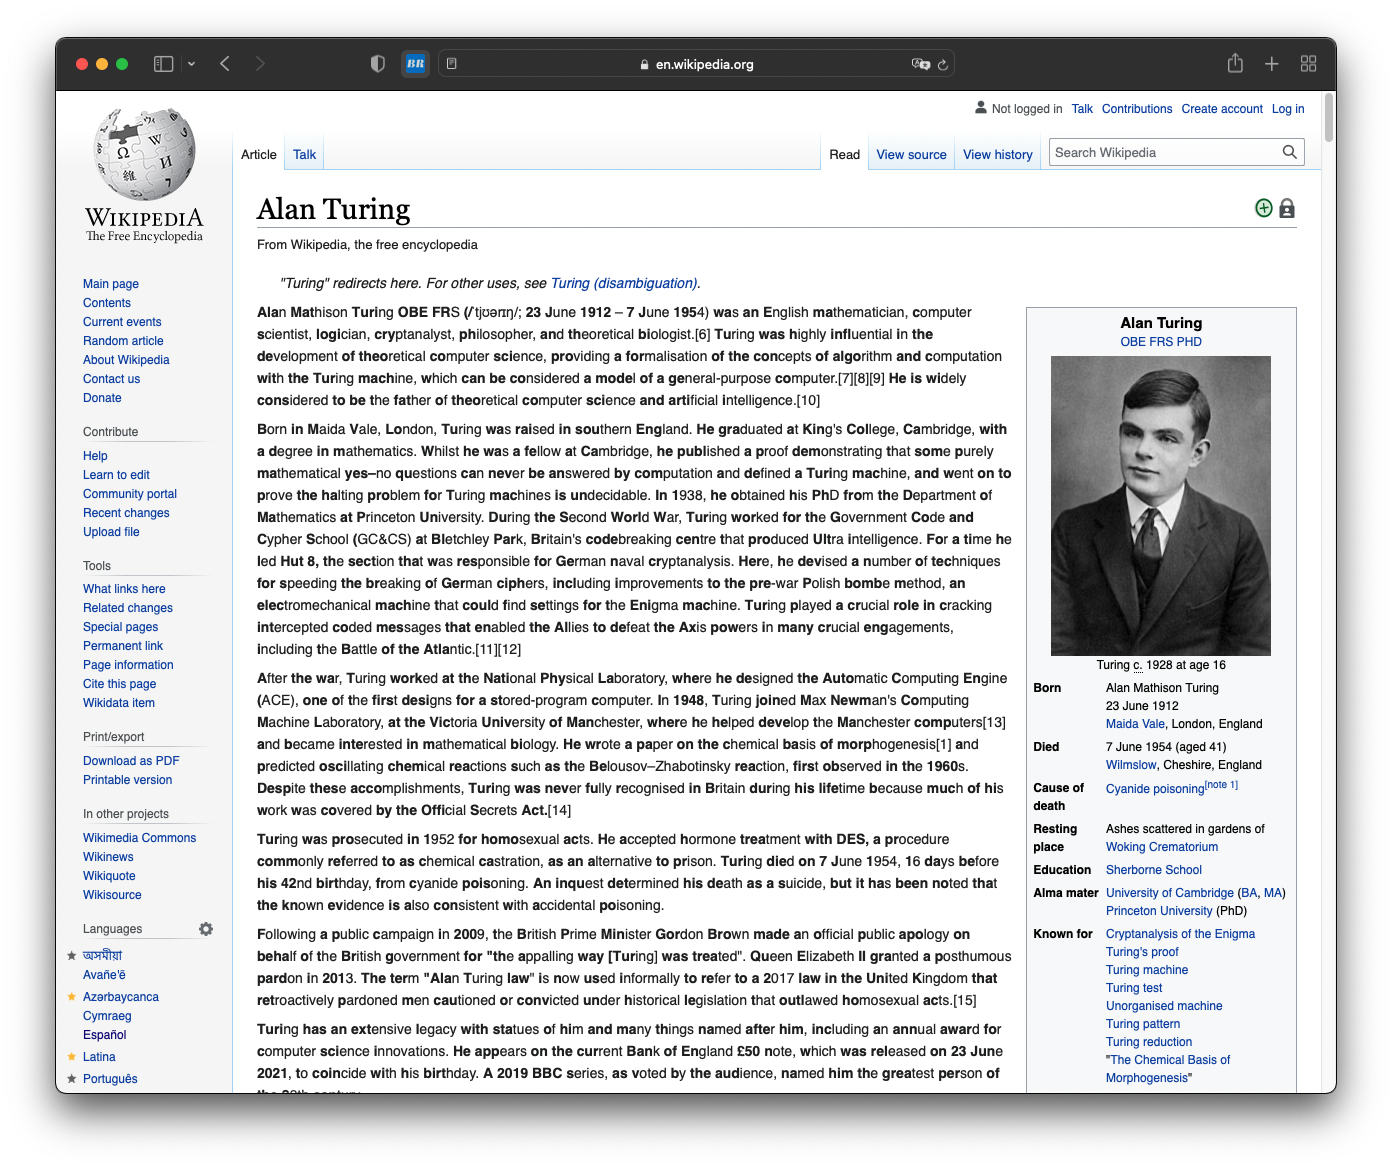 BR
en.wikipedia.org
Not logged in Talk Contributions Create account Log in
Article Talk
Read View source View history
Search Wikipedia
Ω W И 維 7
WIKIPEDIA
The Free Encyclopedia
Main page
Contents
Current events
Random article
About Wikipedia
Contact us
Donate
Contribute
Help
Learn to edit
Community portal
Recent changes
Upload file
Tools
What links here
Related changes
Special pages
Permanent link
Page information
Cite this page
Wikidata item
Print/export
Download as PDF
Printable version
In other projects
Wikimedia Commons
Wikinews
Wikiquote
Wikisource
Languages
অসমীয়া
Avañe'ẽ
Azərbaycanca
Cymraeg
Español
Latina
Português
Alan Turing
From Wikipedia, the free encyclopedia
"Turing" redirects here. For other uses, see Turing (disambiguation).
Alan Mathison Turing OBE FRS (/ˈtjʊərɪŋ/; 23 June 1912 – 7 June 1954) was an English mathematician, computer
scientist, logician, cryptanalyst, philosopher, and theoretical biologist.[6] Turing was highly influential in the
development of theoretical computer science, providing a formalisation of the concepts of algorithm and computation
with the Turing machine, which can be considered a model of a general-purpose computer.[7][8][9] He is widely
considered to be the father of theoretical computer science and artificial intelligence.[10]
Born in Maida Vale, London, Turing was raised in southern England. He graduated at King's College, Cambridge, with
a degree in mathematics. Whilst he was a fellow at Cambridge, he published a proof demonstrating that some purely
mathematical yes–no questions can never be answered by computation and defined a Turing machine, and went on to
prove the halting problem for Turing machines is undecidable. In 1938, he obtained his PhD from the Department of
Mathematics at Princeton University. During the Second World War, Turing worked for the Government Code and
Cypher School (GC&CS) at Bletchley Park, Britain's codebreaking centre that produced Ultra intelligence. For a time he
led Hut 8, the section that was responsible for German naval cryptanalysis. Here, he devised a number of techniques
for speeding the breaking of German ciphers, including improvements to the pre-war Polish bombe method, an
electromechanical machine that could find settings for the Enigma machine. Turing played a crucial role in cracking
intercepted coded messages that enabled the Allies to defeat the Axis powers in many crucial engagements,
including the Battle of the Atlantic.[11][12]
After the war, Turing worked at the National Physical Laboratory, where he designed the Automatic Computing Engine
(ACE), one of the first designs for a stored-program computer. In 1948, Turing joined Max Newman's Computing
Machine Laboratory, at the Victoria University of Manchester, where he helped develop the Manchester computers[13]
and became interested in mathematical biology. He wrote a paper on the chemical basis of morphogenesis[1] and
predicted oscillating chemical reactions such as the Belousov–Zhabotinsky reaction, first observed in the 1960s.
Despite these accomplishments, Turing was never fully recognised in Britain during his lifetime because much of his
work was covered by the Official Secrets Act.[14]
Turing was prosecuted in 1952 for homosexual acts. He accepted hormone treatment with DES, a procedure
commonly referred to as chemical castration, as an alternative to prison. Turing died on 7 June 1954, 16 days before
his 42nd birthday, from cyanide poisoning. An inquest determined his death as a suicide, but it has been noted that
the known evidence is also consistent with accidental poisoning.
Following a public campaign in 2009, the British Prime Minister Gordon Brown made an official public apology on
behalf of the British government for "the appalling way [Turing] was treated". Queen Elizabeth II granted a posthumous
pardon in 2013. The term "Alan Turing law" is now used informally to refer to a 2017 law in the United Kingdom that
retroactively pardoned men cautioned or convicted under historical legislation that outlawed homosexual acts.[15]
Turing has an extensive legacy with statues of him and many things named after him, including an annual award for
computer science innovations. He appears on the current Bank of England £50 note, which was released on 23 June
2021, to coincide with his birthday. A 2019 BBC series, as voted by the audience, named him the greatest person of
the 20th century.
Alan Turing
OBE FRS PHD
Turing c. 1928 at age 16
Born Alan Mathison Turing
23 June 1912
Maida Vale, London, England
Died 7 June 1954 (aged 41)
Wilmslow, Cheshire, England
Cause of Cyanide poisoning[note 1]
death
Resting Ashes scattered in gardens of
place Woking Crematorium
Education Sherborne School
Alma mater University of Cambridge (BA, MA)
Princeton University (PhD)
Known for Cryptanalysis of the Enigma
Turing's proof
Turing machine
Turing test
Unorganised machine
Turing pattern
Turing reduction
"The Chemical Basis of
Morphogenesis"